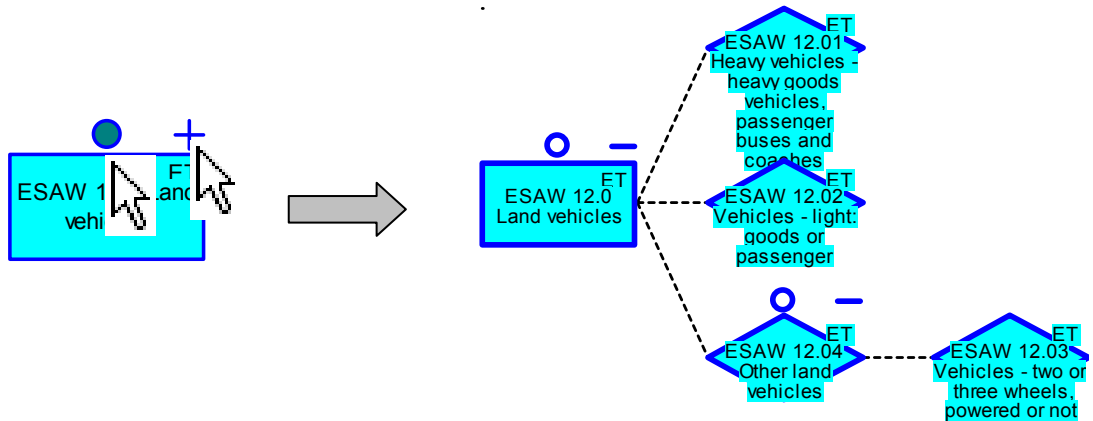 ET
ESAW 1
Land
vehi
ET
ESAW 12.0
Land vehicles
ET
ESAW 12.01
Heavy vehicles -
heavy goods
vehicles,
passenger
buses and
coaches
ET
ESAW 12.02
Vehicles - light:
goods or
passenger
ET
ESAW 12.04
Other land
vehicles
ET
ESAW 12.03
Vehicles - two or
three wheels,
powered or not